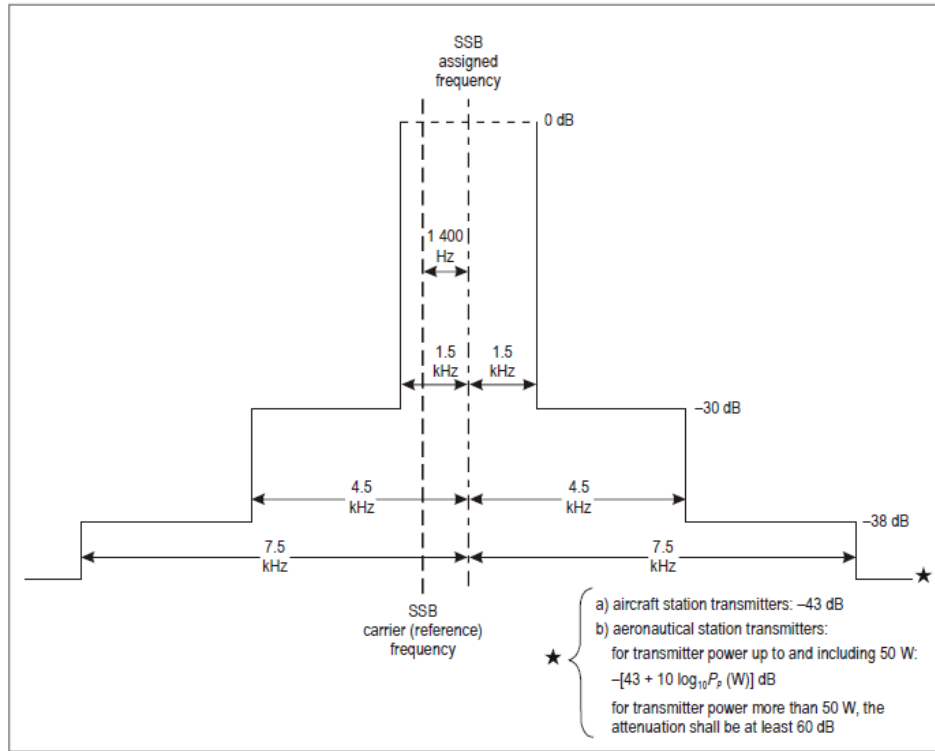 SSB
assigned
frequency
0 dB
1 400
Hz
1.5
kHz
1.5
kHz
–30 dB
4.5
kHz
4.5
kHz
–38 dB
7.5
kHz
7.5
kHz
★
SSB
carrier (reference)
frequency
★
a) aircraft station transmitters: –43 dB
b) aeronautical station transmitters:
for transmitter power up to and including 50 W:
–[43 + 10 log₁₀Pₚ (W)] dB
for transmitter power more than 50 W, the
attenuation shall be at least 60 dB